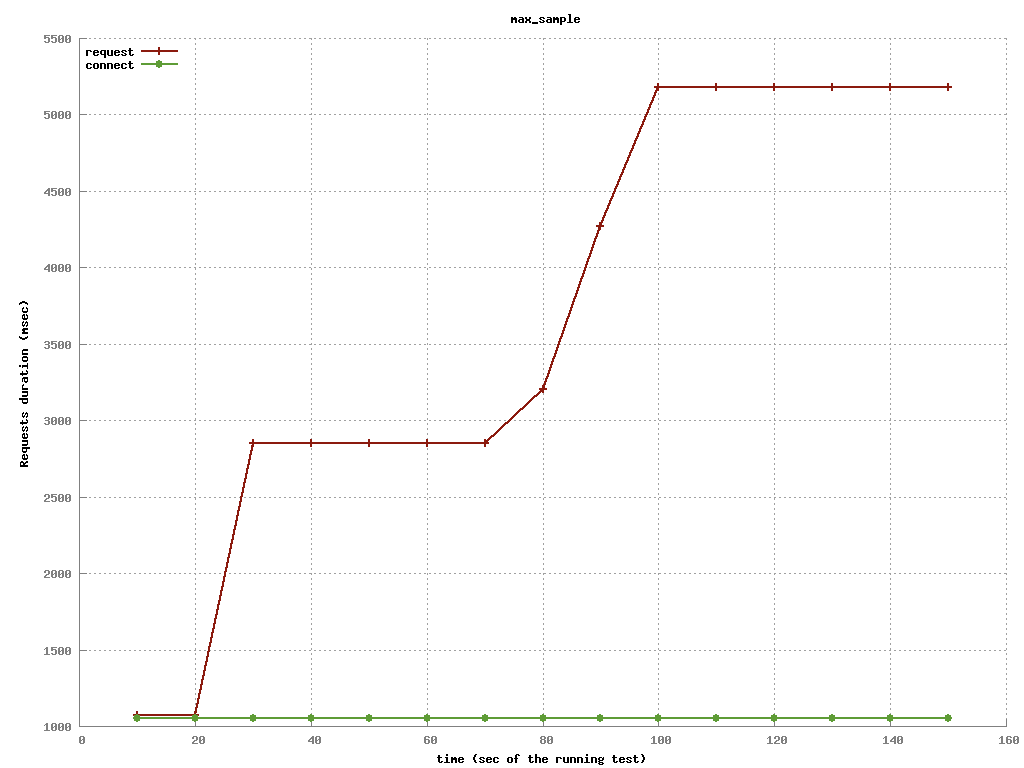 max_sample
5500
request
connect
5000
4500
4000
3500
3000
2500
2000
1500
1000
Requests duration (msec)
0 20 40 60 80 100 120 140 160
time (sec of the running test)